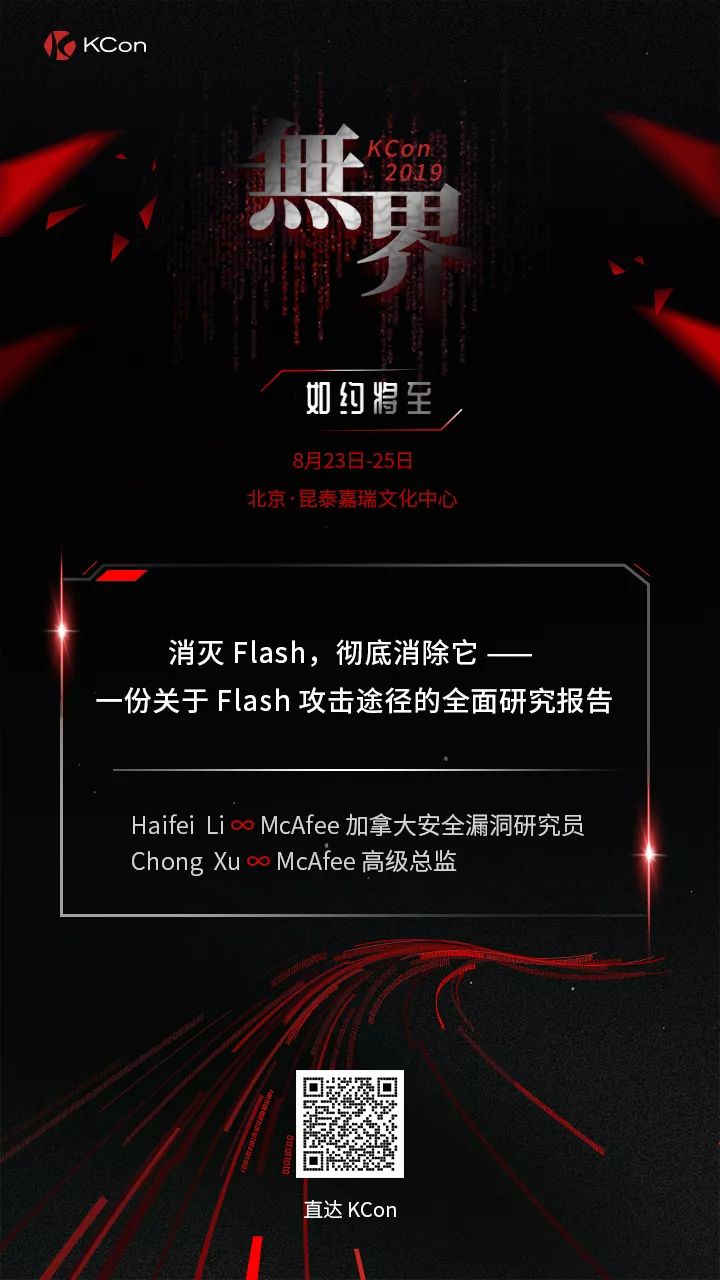 KCon
無界
KCon
2019
如约将至
8月23日-25日
北京·昆泰嘉瑞文化中心
消灭 Flash，彻底消除它 ——
一份关于 Flash 攻击途径的全面研究报告
Haifei Li ∞ McAfee 加拿大安全漏洞研究员
Chong Xu ∞ McAfee 高级总监
直达 KCon